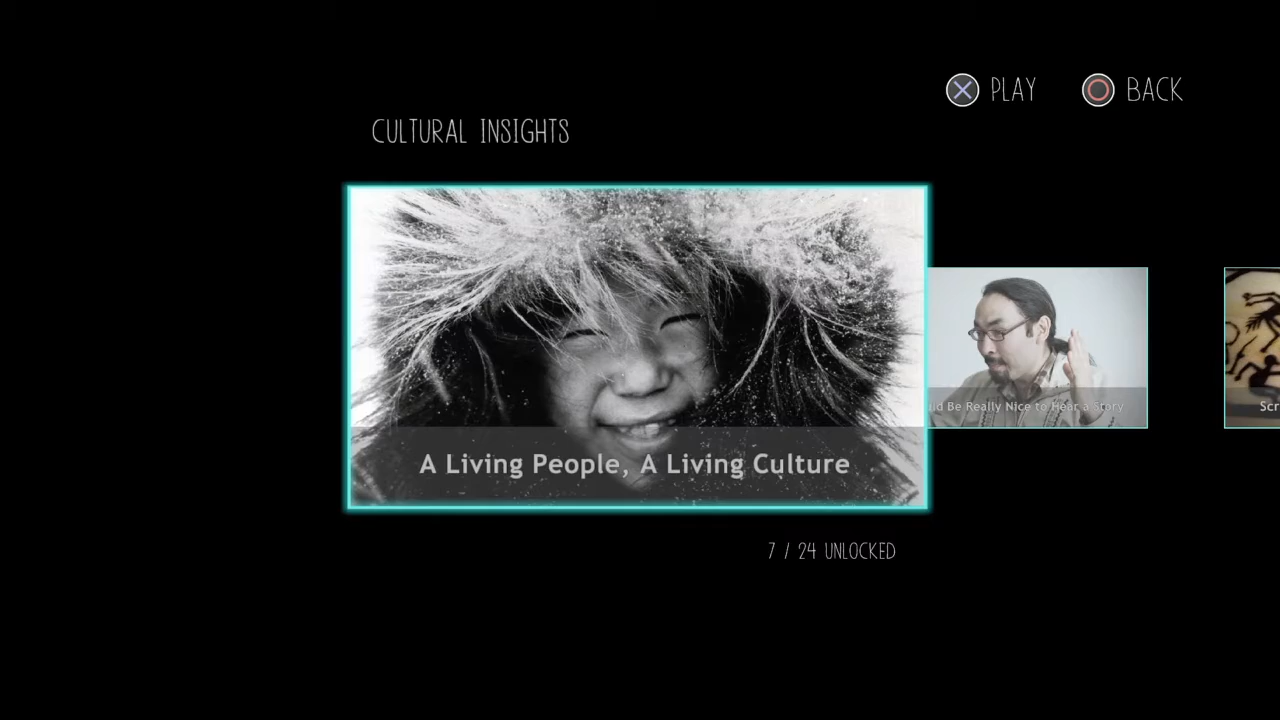 PLAY
BACK
CULTURAL INSIGHTS
A Living People, A Living Culture
Be Really Nice to Hear a Story
7 / 24 UNLOCKED